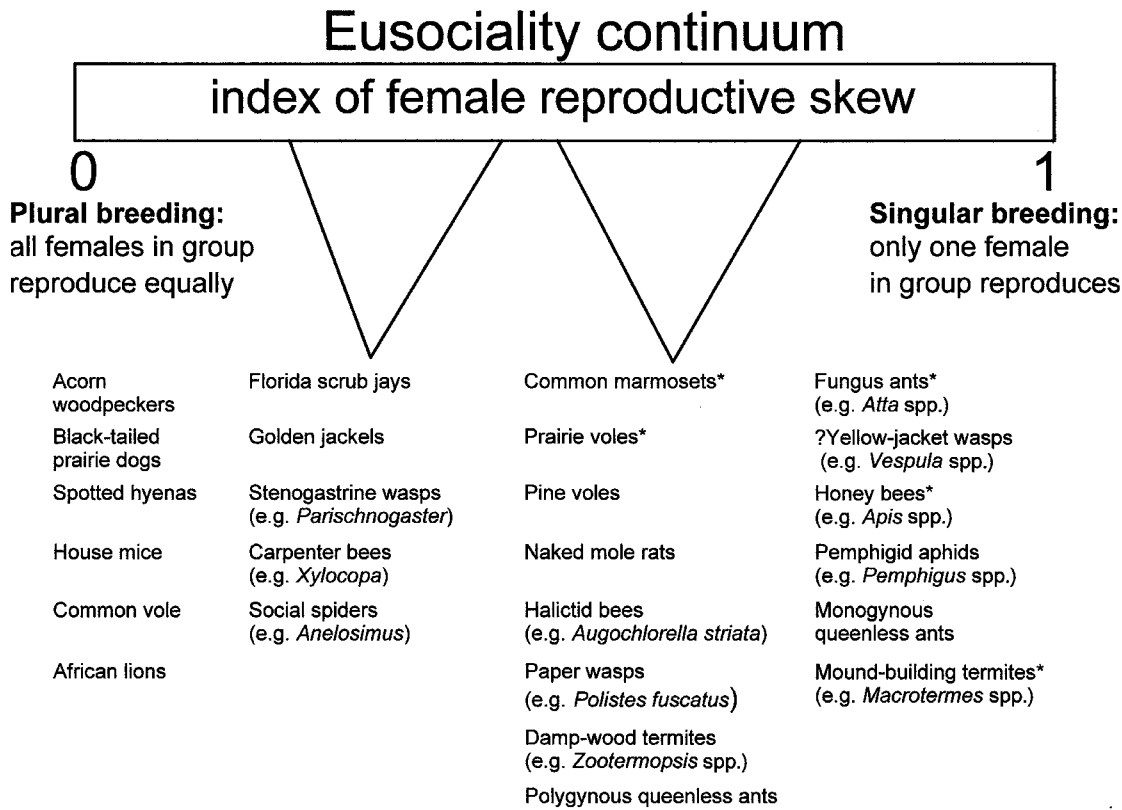 Eusociality continuum
index of female reproductive skew
0
1
Plural breeding:
all females in group
reproduce equally
Singular breeding:
only one female
in group reproduces
Acorn
woodpeckers
Black-tailed
prairie dogs
Spotted hyenas
House mice
Common vole
African lions
Florida scrub jays
Golden jackels
Stenogastrine wasps
(e.g. Parischnogaster)
Carpenter bees
(e.g. Xylocopa)
Social spiders
(e.g. Anelosimus)
Common marmosets*
Prairie voles*
Pine voles
Naked mole rats
Halictid bees
(e.g. Augochlorella striata)
Paper wasps
(e.g. Polistes fuscatus)
Damp-wood termites
(e.g. Zootermopsis spp.)
Polygynous queenless ants
Fungus ants*
(e.g. Atta spp.)
?Yellow-jacket wasps
(e.g. Vespula spp.)
Honey bees*
(e.g. Apis spp.)
Pemphigid aphids
(e.g. Pemphigus spp.)
Monogynous
queenless ants
Mound-building termites*
(e.g. Macrotermes spp.)